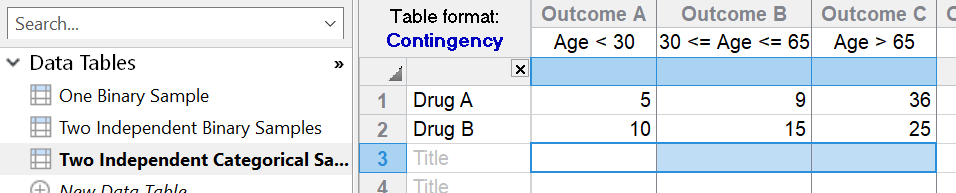 Search...
Data Tables »
One Binary Sample
Two Independent Binary Samples
Two Independent Categorical Sa...
New Data Table...
Table format:
Contingency
Outcome A Outcome B Outcome C
Age < 30 30 <= Age <= 65 Age > 65
1 Drug A 5 9 36
2 Drug B 10 15 25
3 Title
4 Title